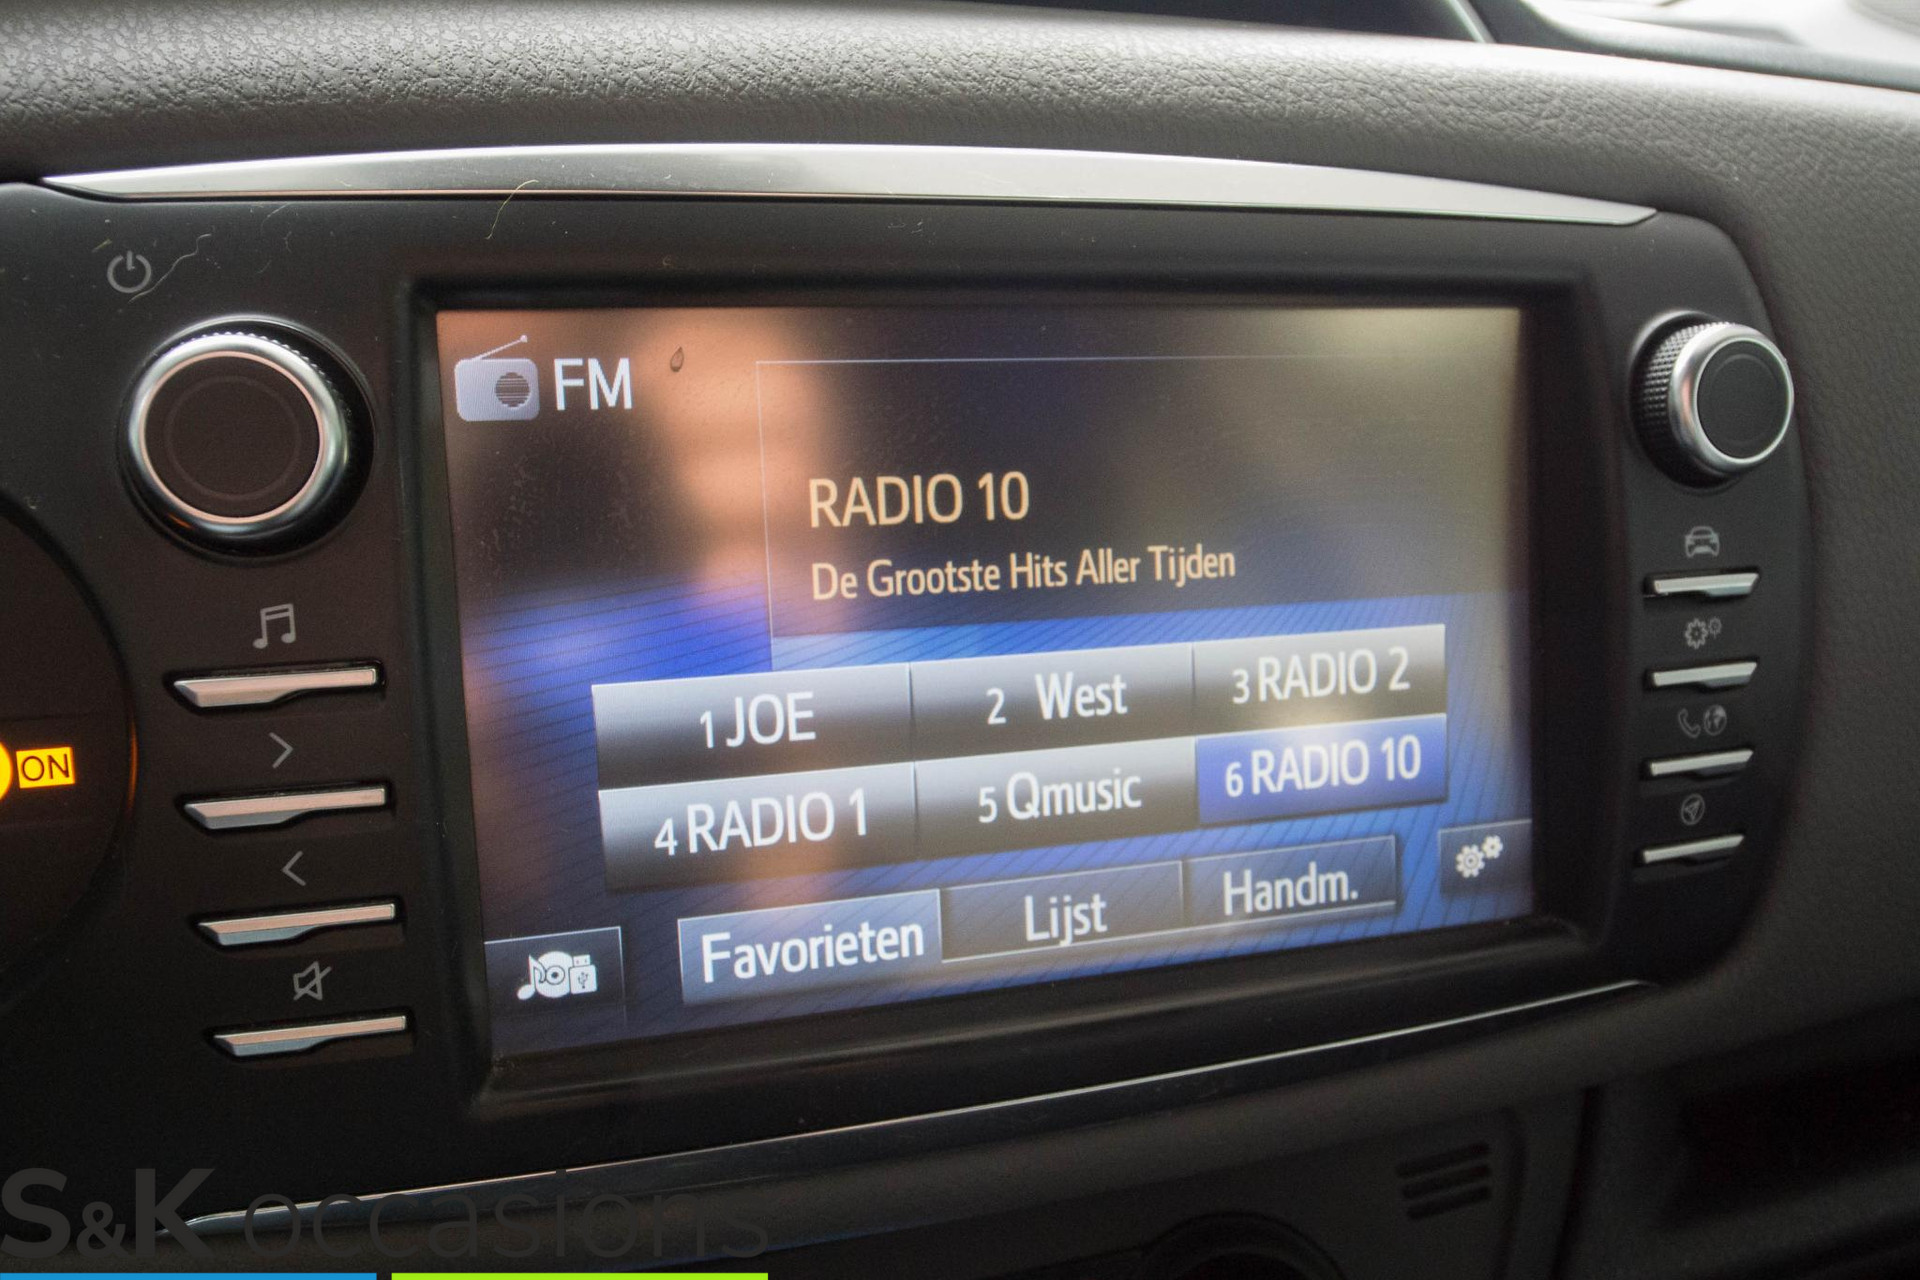 FM
RADIO 10
De Grootste Hits Aller Tijden
1 JOE
2 West
3 RADIO 2
4 RADIO 1
5 Qmusic
6 RADIO 10
Favorieten
Lijst
Handm.
ON
S&K occasions